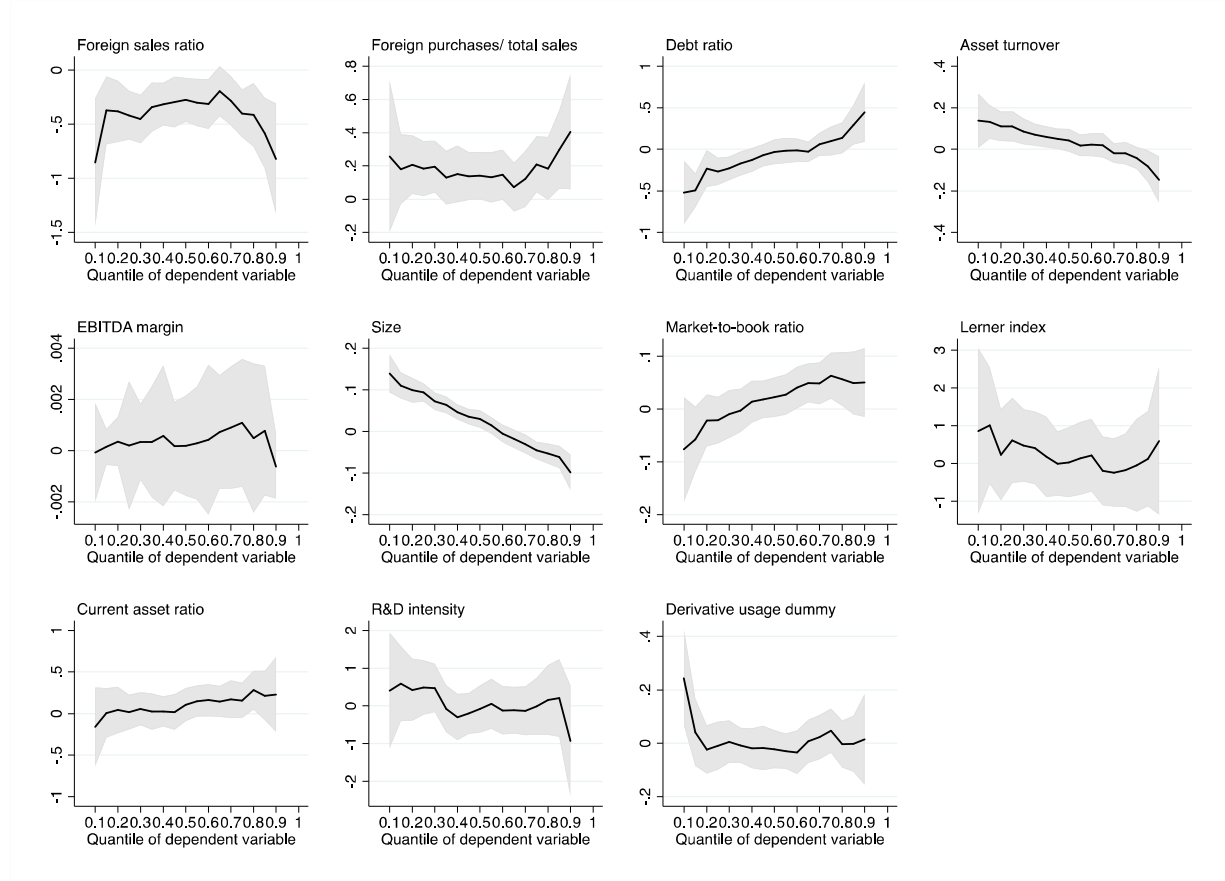 Foreign sales ratio
0
-.5
-1
-1.5
0.10.20.30.40.50.60.70.80.9 1
Quantile of dependent variable
Foreign purchases/ total sales
.8
.6
.4
.2
0
-.2
0.10.20.30.40.50.60.70.80.9 1
Quantile of dependent variable
Debt ratio
1
.5
0
-.5
-1
0.10.20.30.40.50.60.70.80.9 1
Quantile of dependent variable
Asset turnover
.4
.2
0
-.2
-.4
0.10.20.30.40.50.60.70.80.9 1
Quantile of dependent variable
EBITDA margin
.004
.002
0
-.002
0.10.20.30.40.50.60.70.80.9 1
Quantile of dependent variable
Size
.2
.1
0
-.1
-.2
0.10.20.30.40.50.60.70.80.9 1
Quantile of dependent variable
Market-to-book ratio
.1
0
-.1
-.2
0.10.20.30.40.50.60.70.80.9 1
Quantile of dependent variable
Lerner index
3
2
1
0
-1
0.10.20.30.40.50.60.70.80.9 1
Quantile of dependent variable
Current asset ratio
1
.5
0
-.5
-1
0.10.20.30.40.50.60.70.80.9 1
Quantile of dependent variable
R&D intensity
2
1
0
-1
-2
0.10.20.30.40.50.60.70.80.9 1
Quantile of dependent variable
Derivative usage dummy
.4
.2
0
-.2
0.10.20.30.40.50.60.70.80.9 1
Quantile of dependent variable